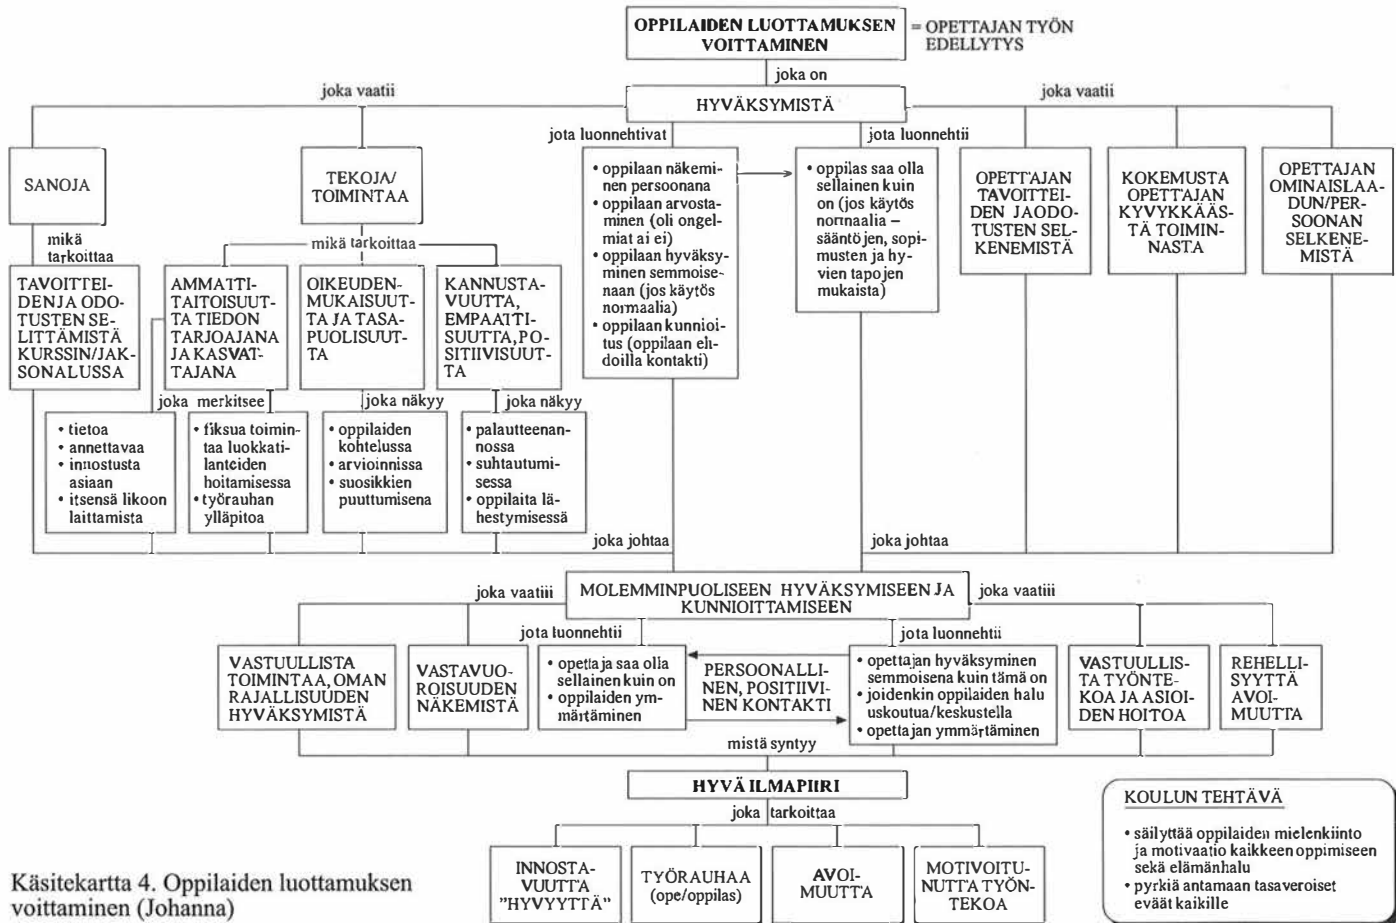 OPPILAIDEN LUOTTAMUKSEN
VOITTAMINEN
= OPETTAJAN TYÖN
EDELLYTYS
joka on
joka vaatii
HYVÄKSYMISTÄ
joka vaatii
jota luonnehtivat
jota luonnehtii
SANOJA
TEKOJA/
TOIMINTAA
• oppilaan näkemi-
nen persoonana
• oppilaan arvosta-
minen (oli ongel-
miat ai ei)
• oppilaan hyväksy-
minen semmoise-
naan (jos käytös
normaalia)
• oppilaan kunnioi-
tus (oppilaan eh-
doilla kontakti)
• oppilas saa olla
sellainen kuin
on (jos käytös
normaalia –
sääntöjen, sopi-
musten ja hy-
vien tapojen
mukaista)
OPETTAJAN
TAVOITTEI-
DEN JAODO-
TUSTEN SEL-
KENEMISTÄ
KOKEMUSTA
OPETTAJAN
KYVYKKÄÄS-
TÄ TOIMIN-
NASTA
OPETTAJAN
OMINAISLAA-
DUN/PER-
SOONAN
SELKENE-
MISTÄ
mikä
tarkoittaa
mikä tarkoittaa
TAVOITTEI-
DENJA ODO-
TUSTEN SE-
LITTÄMISTÄ
KURSSIN/JAK-
SONALUSSA
AMMATTI-
TAITOISUUT-
TA TIEDON
TARJOAJANA
JA KASVAT-
TAJANA
OIKEUDEN-
MUKAISUUT-
TA JA TASA-
PUOLISUUT-
TA
KANNUSTA-
VUUTTA,
EMPAATTI-
SUUTTA, PO-
SITIIVISUUT-
TA
joka merkitsee
joka näkyy
joka näkyy
• tietoa
• annettavaa
• innostusta
asiaan
• itsensä likoon
laittamista
• fiksua toimin-
taa luokkati-
lanteiden
hoitamisessa
• työrauhan
ylläpitoa
• oppilaiden
kohtelussa
• arvioinnissa
• suosikkien
puuttumisena
• palautteenan-
nossa
• suhtautumi-
sessa
• oppilaita lä-
hestymisessä
joka johtaa
joka johtaa
joka vaatiii
MOLEMMINPUOLISEEN HYVÄKSYMISEEN JA
KUNNIOITTAMISEEN
joka vaatiii
jota luonnehtii
jota luonnehtii
VASTUULLISTA
TOIMINTAA, OMAN
RAJALLISUUDEN
HYVÄKSYMISTÄ
VASTAVUO-
ROISUUDEN
NÄKEMISTÄ
• opettaja saa olla
sellainen kuin on
• oppilaiden ym-
märtäminen
PERSOONALLI-
NEN, POSITIIVI-
NEN KONTAKTI
• opettajan hyväksyminen
semmoisena kuin tämä on
• joidenkin oppilaiden halu
uskoutua/keskustella
• opettajan ymmärtäminen
VASTUULLIS-
TA TYÖNTE-
KOA JA ASIOI-
DEN HOITOA
REHELLI-
SYYTTÄ
AVOI-
MUUTTA
mistä syntyy
HYVÄ ILMAPIIRI
joka tarkoittaa
INNOSTA-
VUUTTA
"HYVYYTTÄ"
TYÖRAUHAA
(ope/oppilas)
AVOI-
MUUTTA
MOTIVOITU-
NUTTA TYÖN-
TEKOA
KOULUN TEHTÄVÄ
• säilyttää oppilaiden mielenkiinto
ja motivaatio kaikkeen oppimiseen
sekä elämänhalu
• pyrkiä antamaan tasaveroiset
eväät kaikille
Käsitekartta 4. Oppilaiden luottamuksen
voittaminen (Johanna)